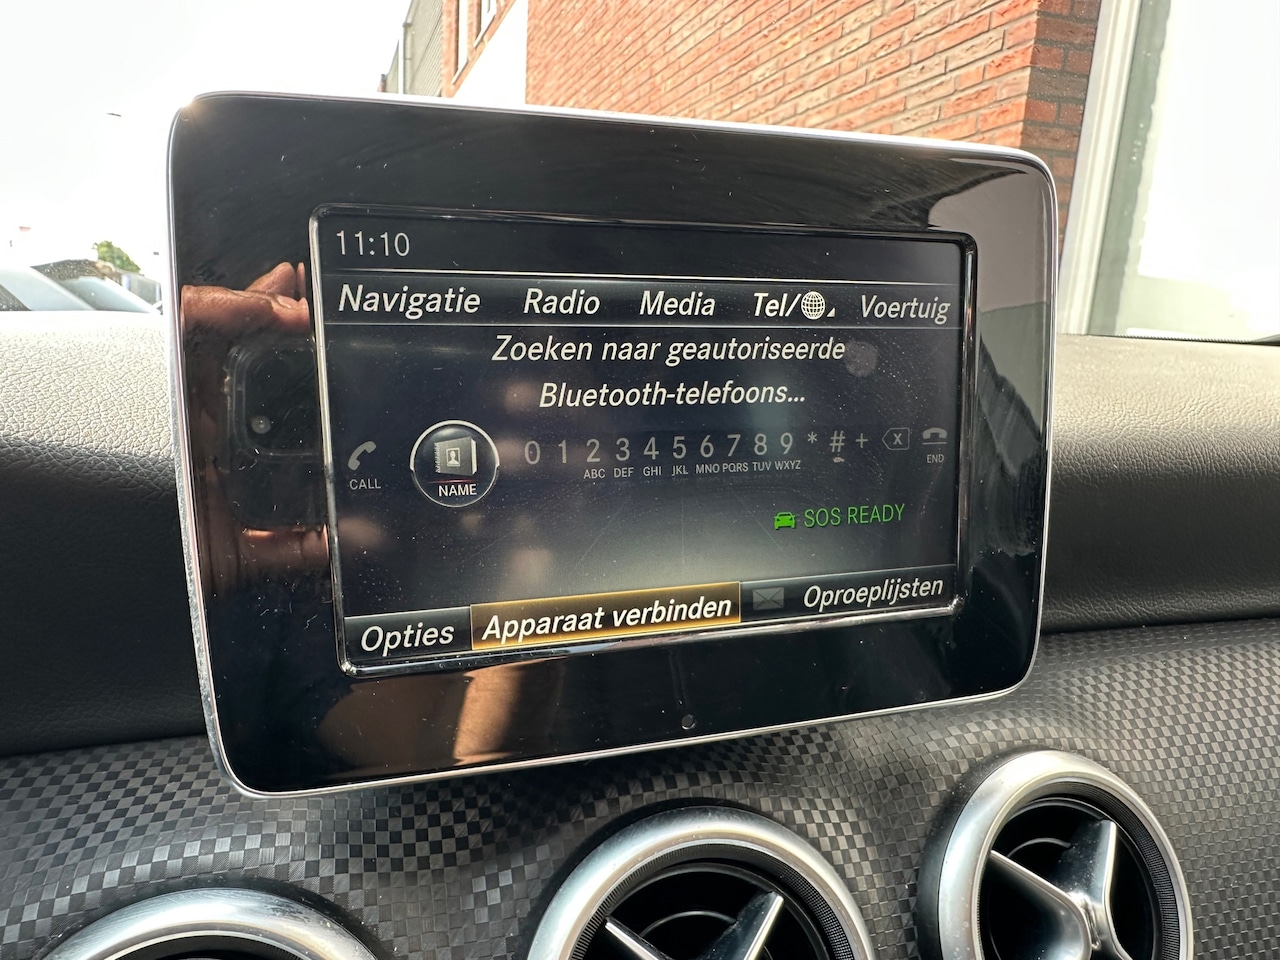 11:10
Navigatie Radio Media Tel/ Voertuig
Zoeken naar geautoriseerde
Bluetooth-telefoons...
0 1 2 3 4 5 6 7 8 9 * # +
ABC DEF GHI JKL MNO PQRS TUV WXYZ
CALL NAME X END
SOS READY
Opties Apparaat verbinden Oproeplijsten